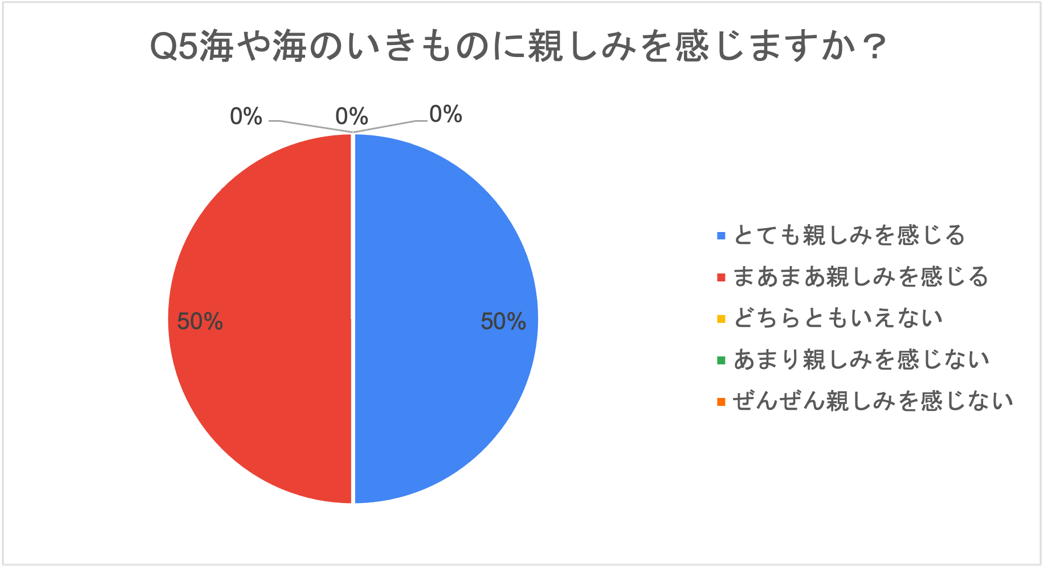 Q5海や海のいきものに親しみを感じますか？
0%
0%
0%
50%
50%
とても親しみを感じる
まあまあ親しみを感じる
どちらともいえない
あまり親しみを感じない
ぜんぜん親しみを感じない